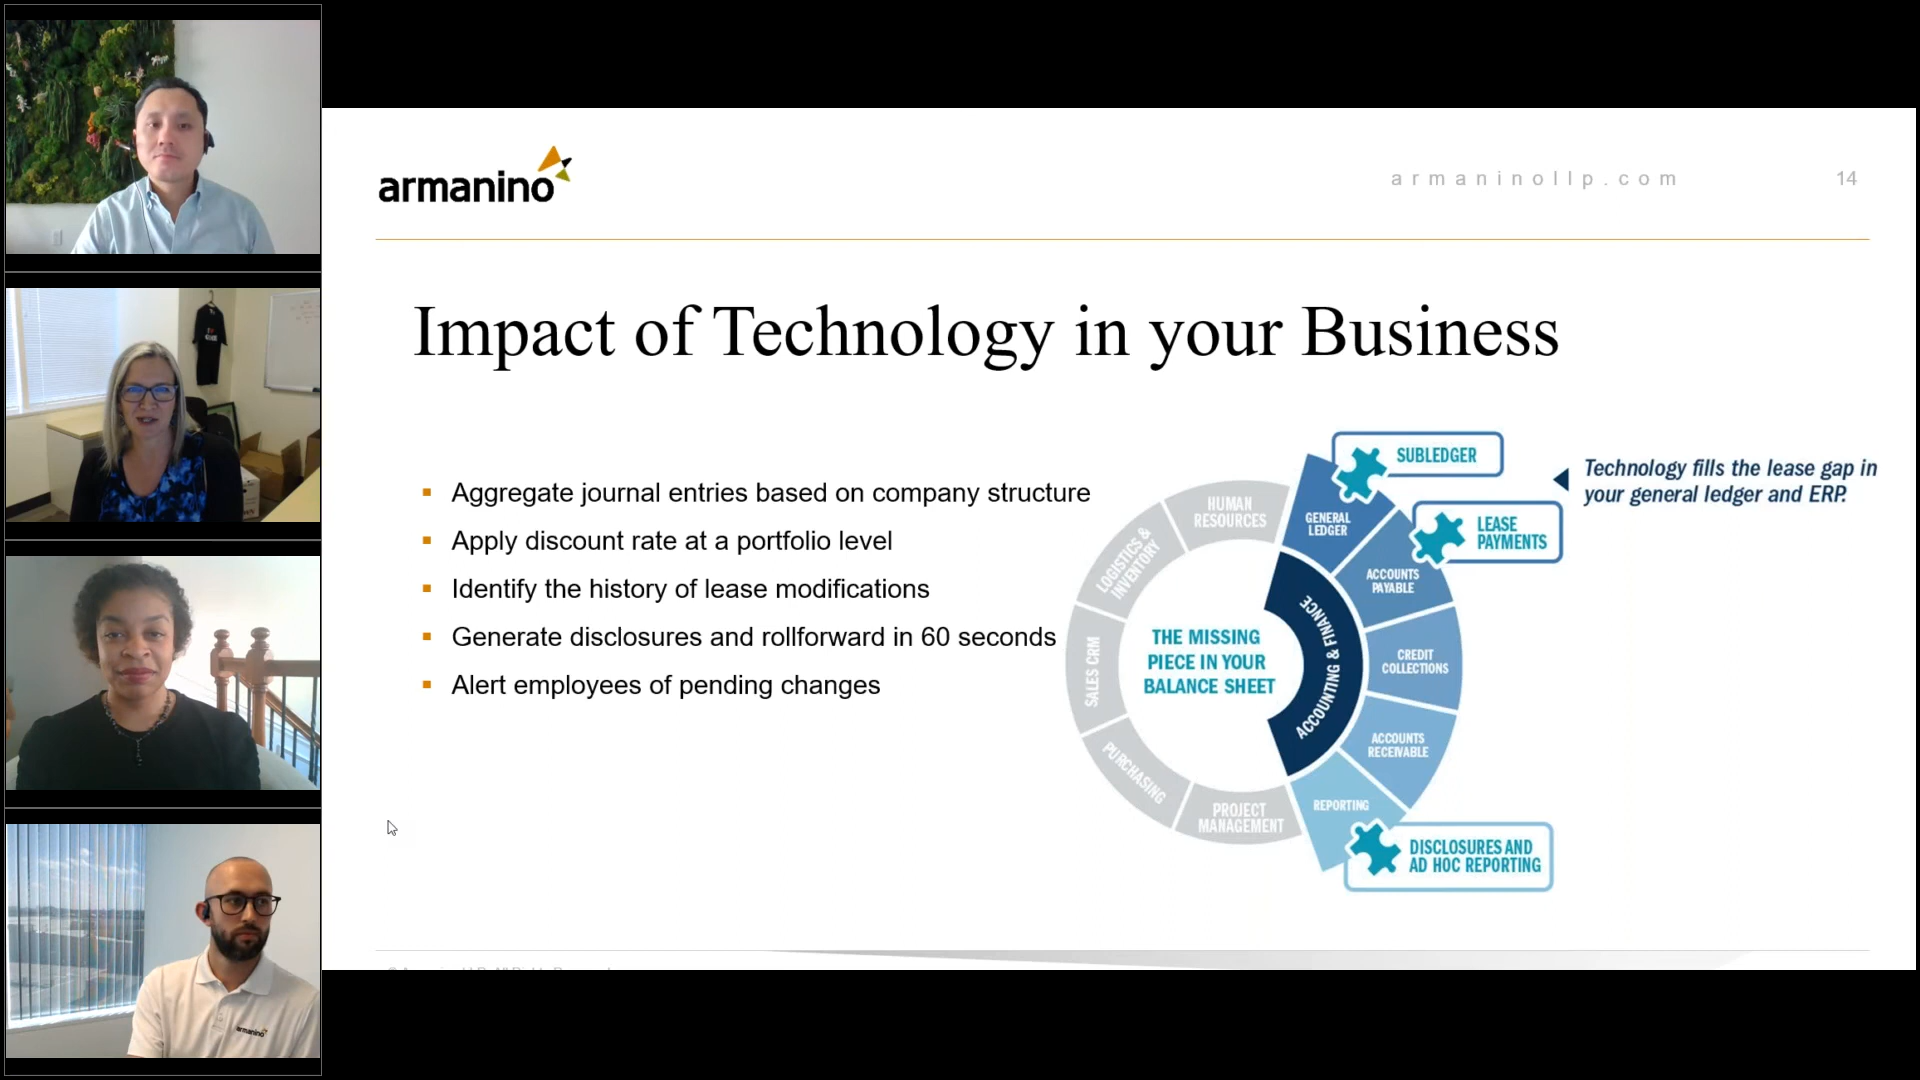 armanino
armaninollp.com
14
Impact of Technology in your Business
Aggregate journal entries based on company structure
Apply discount rate at a portfolio level
Identify the history of lease modifications
Generate disclosures and rollforward in 60 seconds
Alert employees of pending changes
SUBLEDGER
Technology fills the lease gap in
your general ledger and ERP.
LEASE
PAYMENTS
HUMAN
RESOURCES
GENERAL
LEDGER
LOGISTICS &
INVENTORY
ACCOUNTS
PAYABLE
SALES CRM
THE MISSING
PIECE IN YOUR
BALANCE SHEET
ACCOUNTING & FINANCE
CREDIT
COLLECTIONS
ACCOUNTS
RECEIVABLE
PURCHASING
PROJECT
MANAGEMENT
REPORTING
DISCLOSURES AND
AD HOC REPORTING
armanino